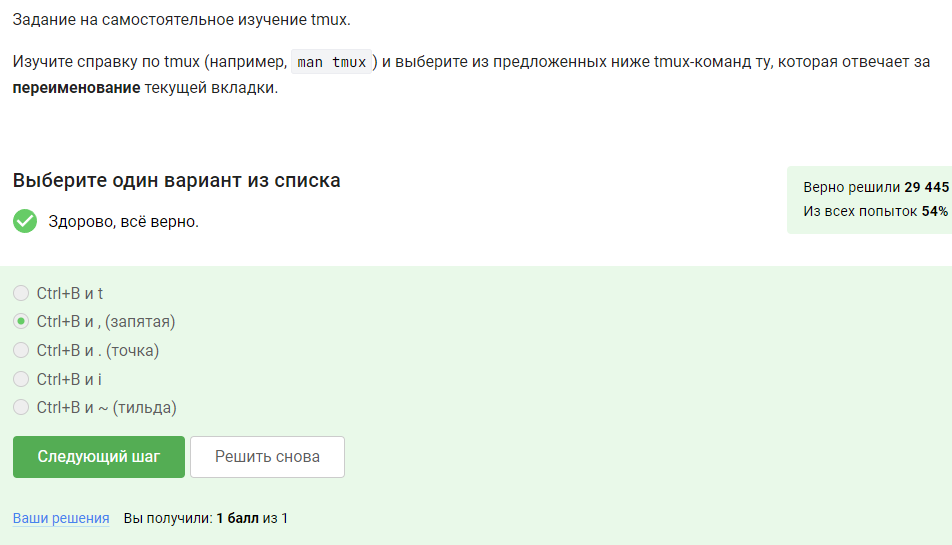 Задание на самостоятельное изучение tmux.
Изучите справку по tmux (например, man tmux ) и выберите из предложенных ниже tmux-команд ту, которая отвечает за
переименование текущей вкладки.
Выберите один вариант из списка
Здорово, всё верно.
Верно решили 29 445
Из всех попыток 54%
Ctrl+B и t
Ctrl+B и , (запятая)
Ctrl+B и . (точка)
Ctrl+B и i
Ctrl+B и ~ (тильда)
Следующий шаг
Решить снова
Ваши решения Вы получили: 1 балл из 1